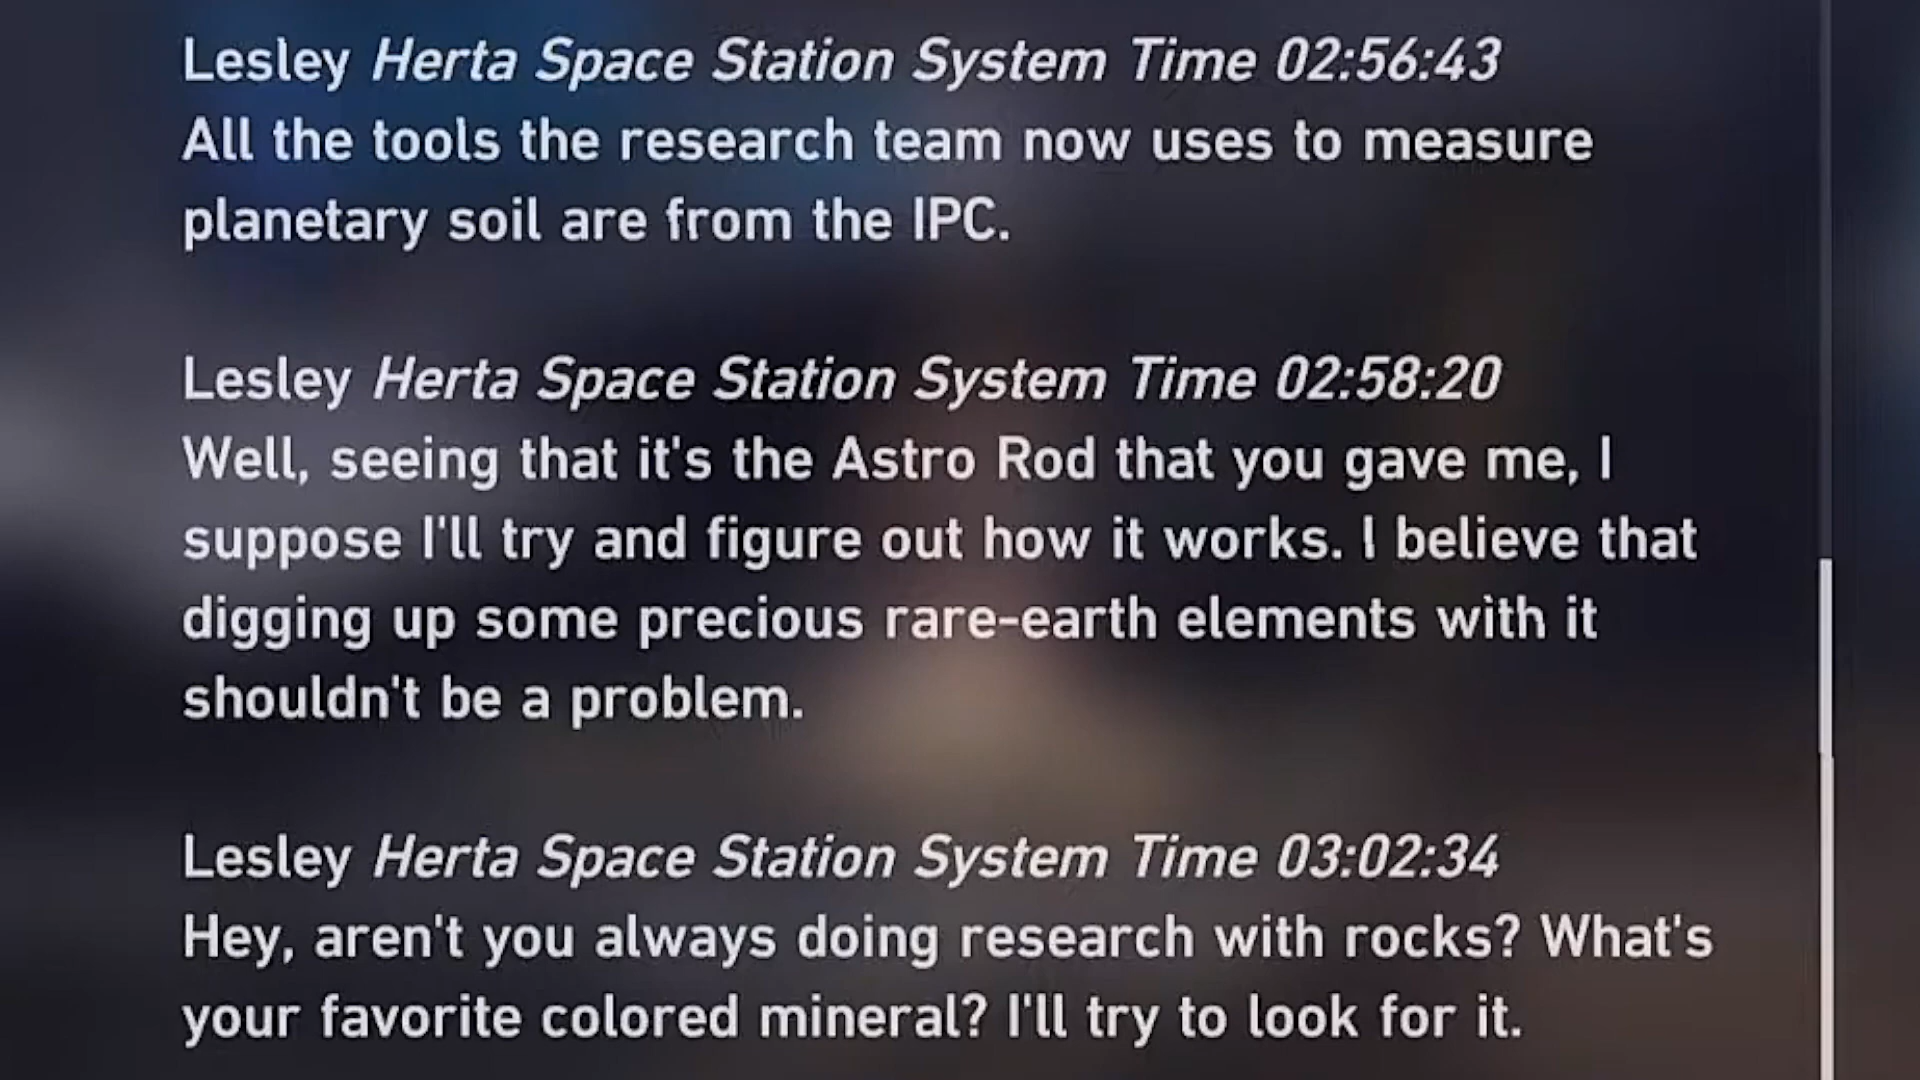 Lesley Herta Space Station System Time 02:56:43
All the tools the research team now uses to measure
planetary soil are from the IPC.
Lesley Herta Space Station System Time 02:58:20
Well, seeing that it's the Astro Rod that you gave me, I
suppose I'll try and figure out how it works. I believe that
digging up some precious rare-earth elements with it
shouldn't be a problem.
Lesley Herta Space Station System Time 03:02:34
Hey, aren't you always doing research with rocks? What's
your favorite colored mineral? I'll try to look for it.